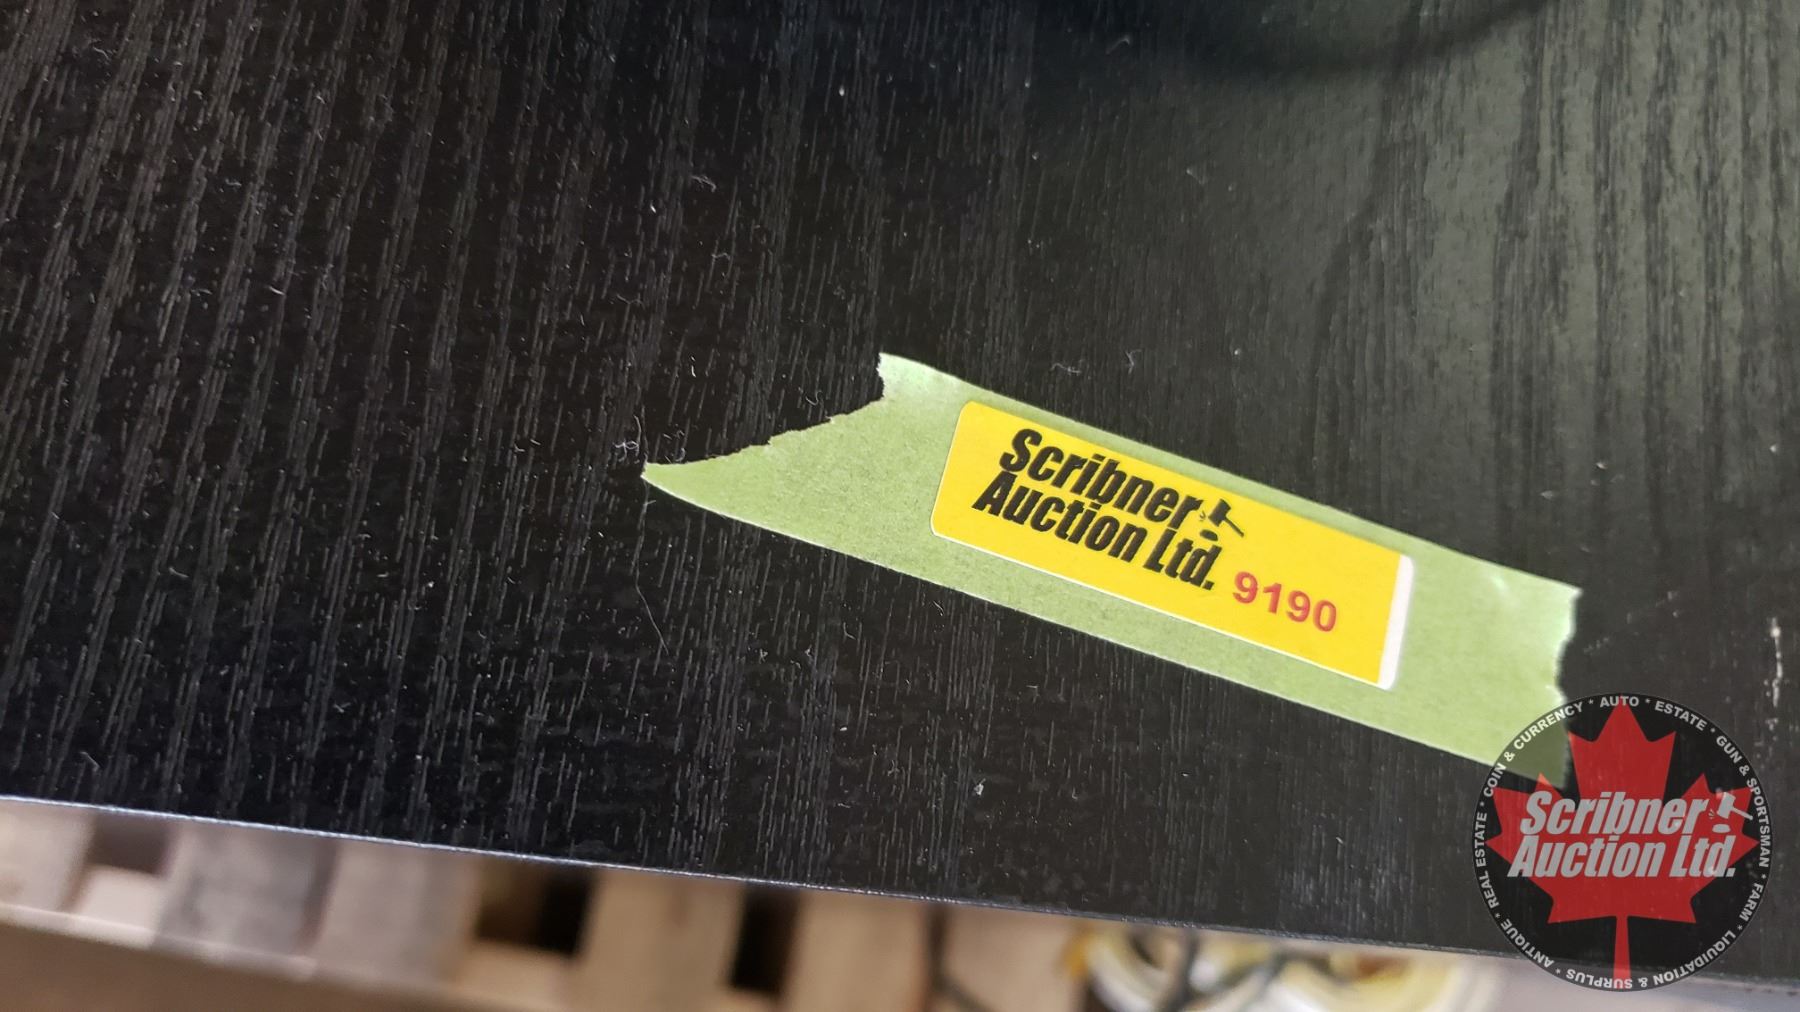 Scribner
Auction Ltd.
9190
COIN & CURRENCY * AUTO * ESTATE * GUN & SPORTSMAN * FARM * LIQUIDATION & SURPLUS * ANTIQUE * REAL ESTATE *
Scribner
Auction Ltd.